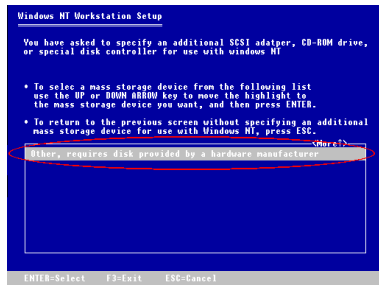 Windows NT Workstation Setup
You have asked to specify an additional SCSI adatper, CD-ROM drive,
or special disk controller for use with windows NT
• To selecr a mass storage device from the following list
use the UP or DOWN ARROW key to move the highlight to
the mass storage device you want, and then press ENTER.
• To return to the previous screen without specifying an additional
mass storage device for use with Windows NT, press ESC.
<More↑>
Other, requires disk provided by a hardware manufacturer
ENTER=Select F3=Exit ESC=Cancel